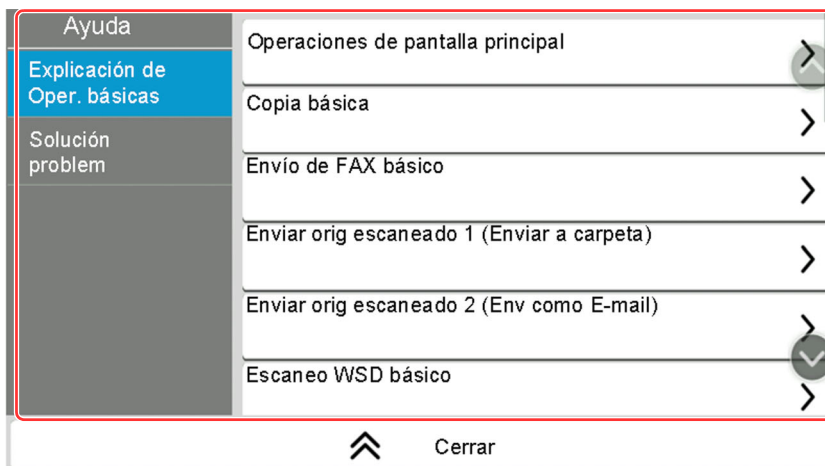 Ayuda
Explicación de
Oper. básicas
Solución
problem
Operaciones de pantalla principal
Copia básica
Envío de FAX básico
Enviar orig escaneado 1 (Enviar a carpeta)
Enviar orig escaneado 2 (Env como E-mail)
Escaneo WSD básico
Cerrar